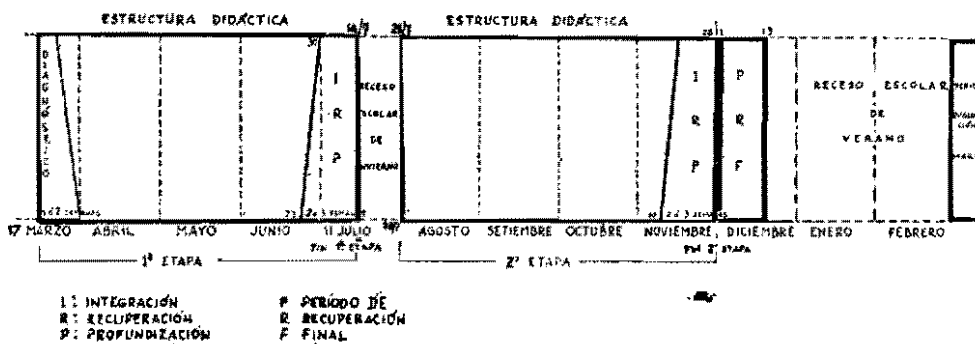 ESTRUCTURA DIDÁCTICA
ESTRUCTURA DIDÁCTICA
DIAGNÓSTICO
I
R
P
RECESO
ESCOLAR
DE
INVIERNO
I
R
P
P
R
F
RECESO ESCOLAR
DE
VERANO
17 MARZO ABRIL MAYO JUNIO 11 JULIO
FIN 1ª ETAPA
AGOSTO SETIEMBRE OCTUBRE NOVIEMBRE DICIEMBRE ENERO FEBRERO
FIN 2ª ETAPA
1ª ETAPA
2ª ETAPA
I: INTEGRACIÓN
R: RECUPERACIÓN
P: PROFUNDIZACIÓN
P PERÍODO DE
R RECUPERACIÓN
F FINAL